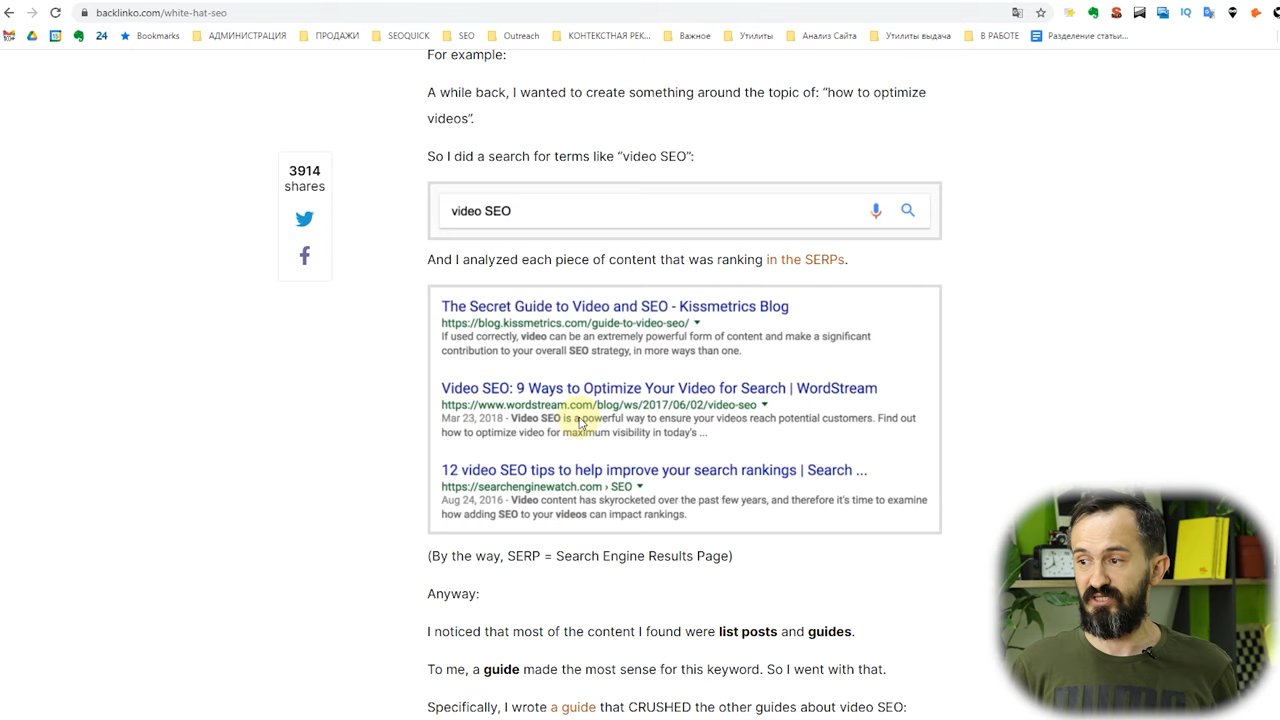 backlinko.com/white-hat-seo
24 Bookmarks АДМИНИСТРАЦИЯ ПРОДАЖИ SEOQUICK SEO Outreach КОНТЕКСТНАЯ РЕК... Важное Утилиты Анализ Сайта Утилиты выдача В РАБОТЕ Разделение статьи...
For example:
A while back, I wanted to create something around the topic of: “how to optimize
videos”.
So I did a search for terms like “video SEO”:
3914
shares
video SEO
And I analyzed each piece of content that was ranking in the SERPs.
The Secret Guide to Video and SEO - Kissmetrics Blog
https://blog.kissmetrics.com/guide-to-video-seo/
If used correctly, video can be an extremely powerful form of content and make a significant
contribution to your overall SEO strategy, in more ways than one.
Video SEO: 9 Ways to Optimize Your Video for Search | WordStream
https://www.wordstream.com/blog/ws/2017/06/02/video-seo
Mar 23, 2018 - Video SEO is a powerful way to ensure your videos reach potential customers. Find out
how to optimize video for maximum visibility in today's ...
12 video SEO tips to help improve your search rankings | Search ...
https://searchenginewatch.com › SEO
Aug 24, 2016 - Video content has skyrocketed over the past few years, and therefore it's time to examine
how adding SEO to your videos can impact rankings.
(By the way, SERP = Search Engine Results Page)
Anyway:
I noticed that most of the content I found were list posts and guides.
To me, a guide made the most sense for this keyword. So I went with that.
Specifically, I wrote a guide that CRUSHED the other guides about video SEO: